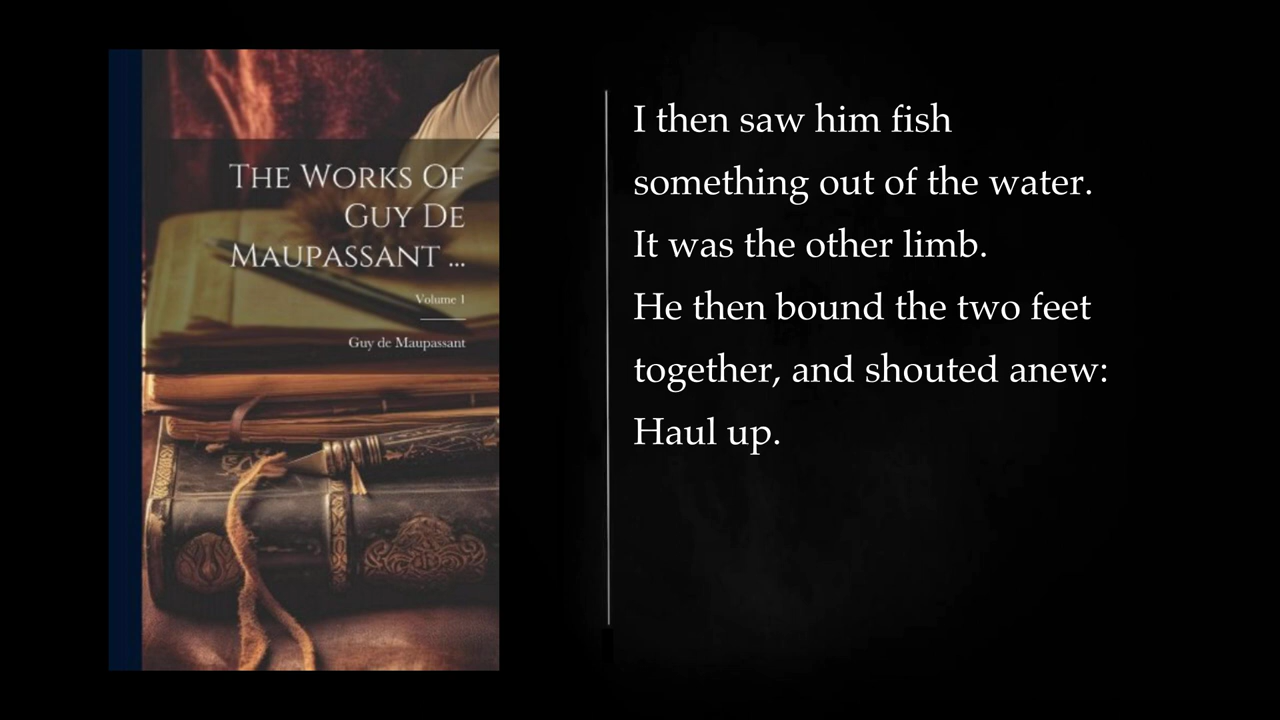 The Works Of
Guy De
Maupassant ...
Volume 1
Guy de Maupassant
I then saw him fish
something out of the water.
It was the other limb.
He then bound the two feet
together, and shouted anew:
Haul up.